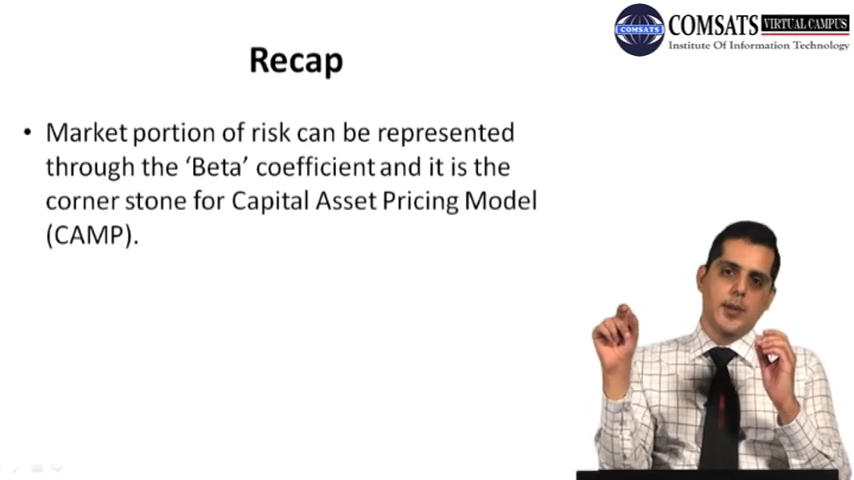 COMSATS VIRTUAL CAMPUS
COMSATS
Institute Of Information Technology
Recap
• Market portion of risk can be represented
through the ‘Beta’ coefficient and it is the
corner stone for Capital Asset Pricing Model
(CAMP).